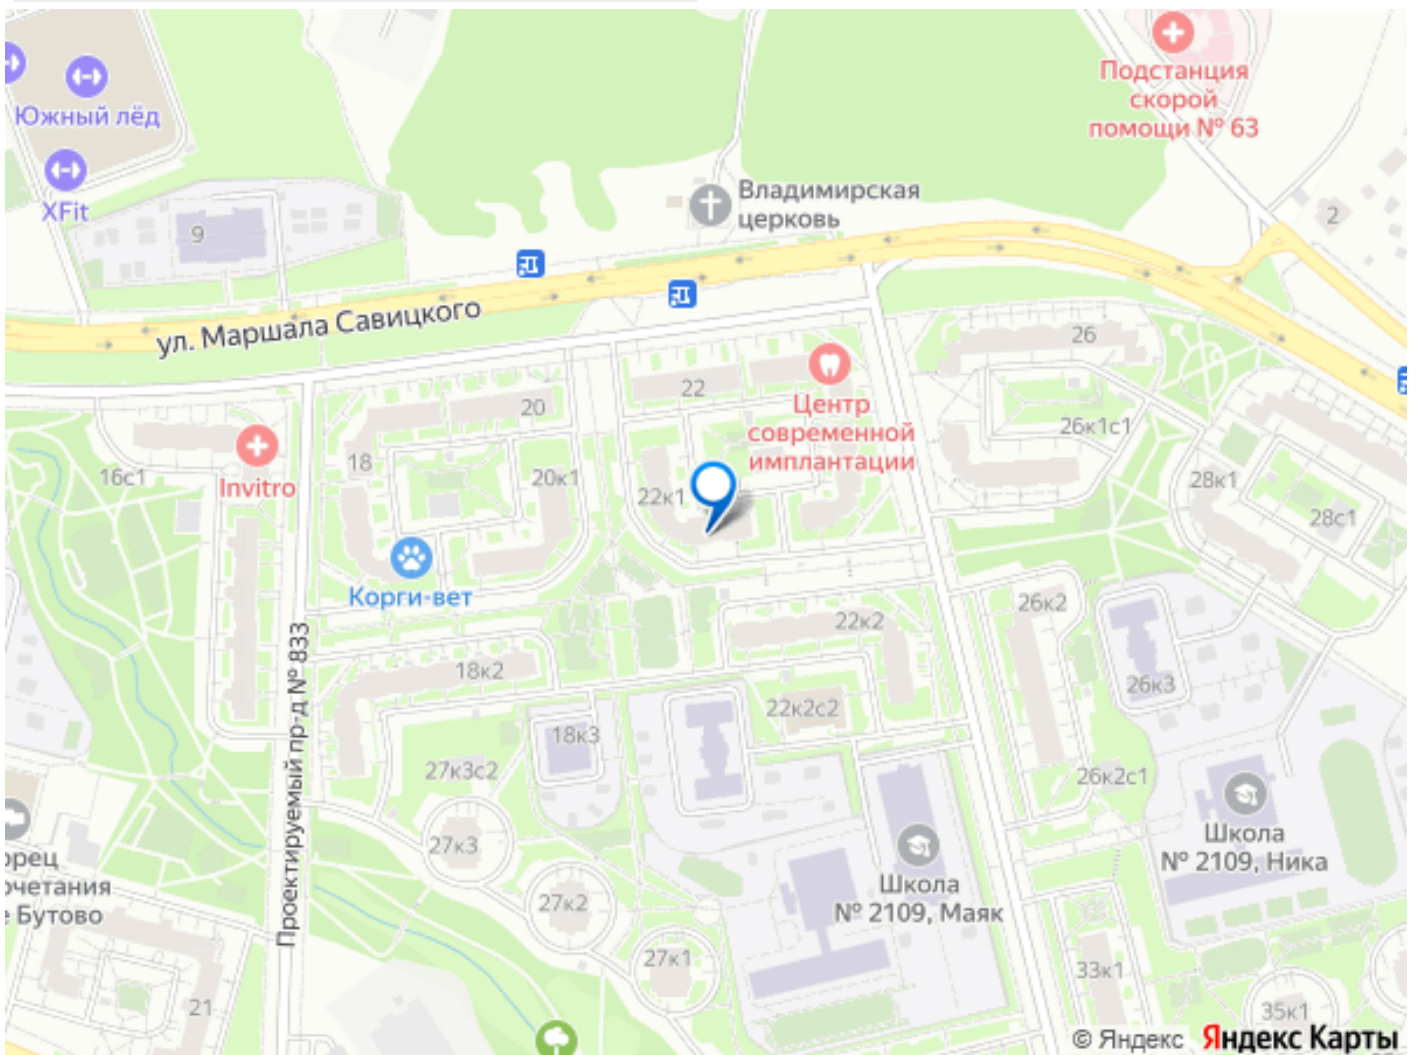 Подстанция
скорой
помощи № 63
Южный лёд
XFit
9
Владимирская
церковь
2
ул. Маршала Савицкого
26
22
20
Центр
современной
имплантации
26к1с1
18
16с1
Invitro
20к1
22к1
28к1
28с1
Корги-вет
22к2
26к2
Проектируемый пр-д № 833
18к2
26к3
22к2с2
18к3
27к3с2
26к2с1
27к3
Школа
№ 2109, Ника
орец
очетания
е Бутово
Школа
№ 2109, Маяк
27к2
27к1
33к1
21
35к1
© Яндекс Яндекс Карты